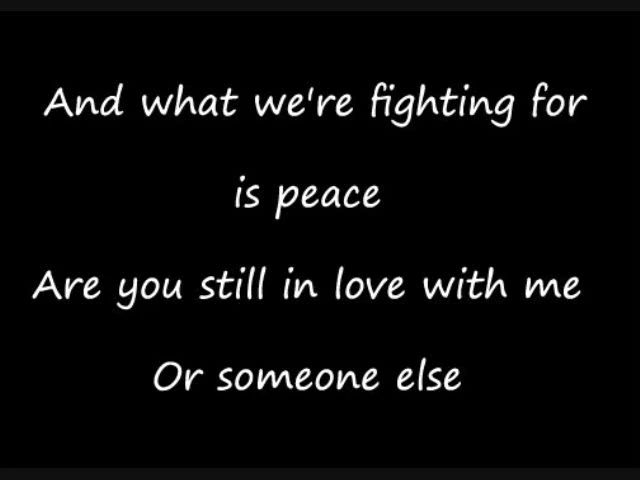 And what we're fighting for
is peace
Are you still in love with me
Or someone else